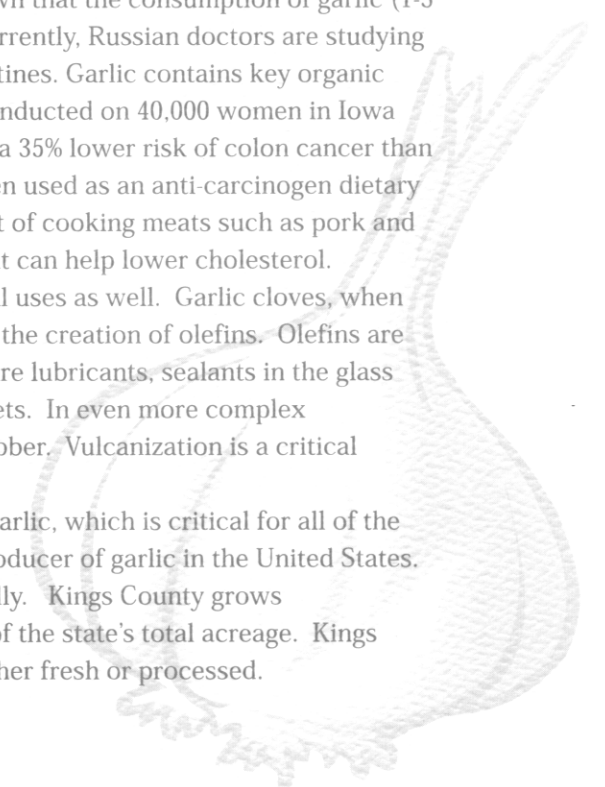 that the consumption of garlic (1-3
rrently, Russian doctors are studying
tines. Garlic contains key organic
nducted on 40,000 women in Iowa
a 35% lower risk of colon cancer than
en used as an anti-carcinogen dietary
t of cooking meats such as pork and
t can help lower cholesterol.
l uses as well. Garlic cloves, when
the creation of olefins. Olefins are
re lubricants, sealants in the glass
ets. In even more complex
ober. Vulcanization is a critical
arlic, which is critical for all of the
oducer of garlic in the United States.
lly. Kings County grows
of the state's total acreage. Kings
her fresh or processed.